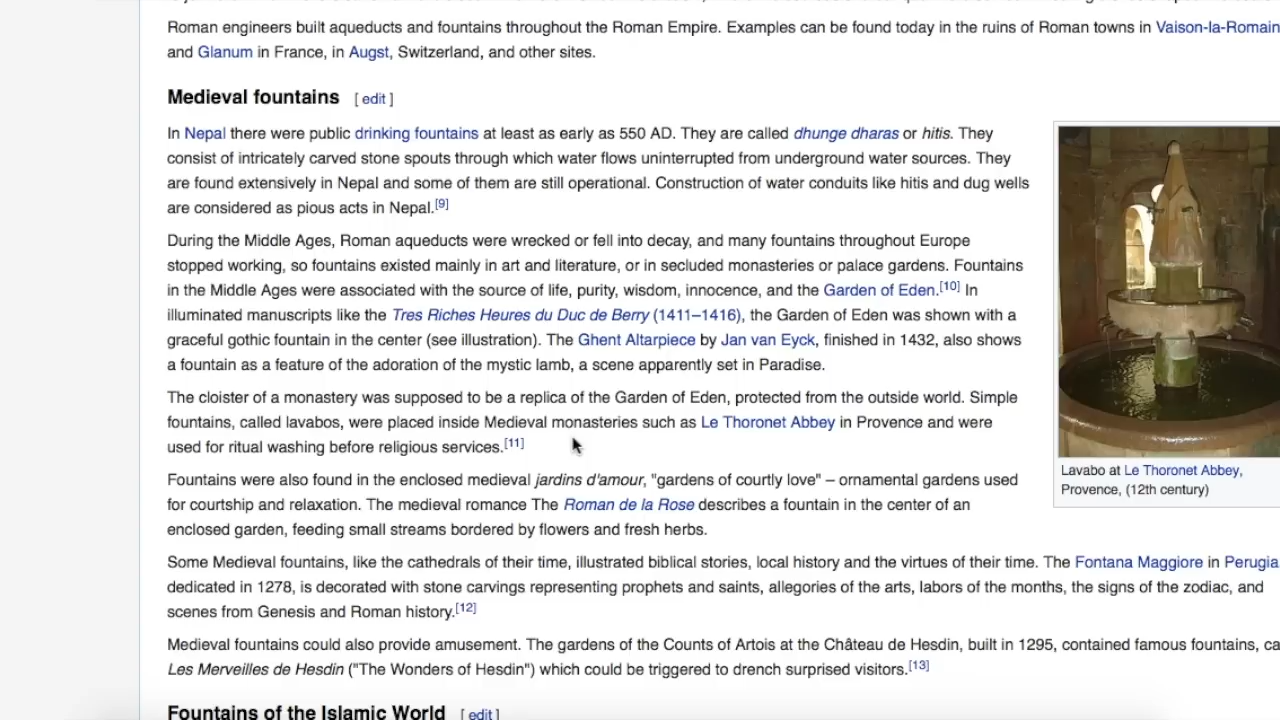 Roman engineers built aqueducts and fountains throughout the Roman Empire. Examples can be found today in the ruins of Roman towns in Vaison-la-Romain
and Glanum in France, in Augst, Switzerland, and other sites.
Medieval fountains [ edit ]
In Nepal there were public drinking fountains at least as early as 550 AD. They are called dhunge dharas or hitis. They
consist of intricately carved stone spouts through which water flows uninterrupted from underground water sources. They
are found extensively in Nepal and some of them are still operational. Construction of water conduits like hitis and dug wells
are considered as pious acts in Nepal.[9]
During the Middle Ages, Roman aqueducts were wrecked or fell into decay, and many fountains throughout Europe
stopped working, so fountains existed mainly in art and literature, or in secluded monasteries or palace gardens. Fountains
in the Middle Ages were associated with the source of life, purity, wisdom, innocence, and the Garden of Eden.[10] In
illuminated manuscripts like the Tres Riches Heures du Duc de Berry (1411–1416), the Garden of Eden was shown with a
graceful gothic fountain in the center (see illustration). The Ghent Altarpiece by Jan van Eyck, finished in 1432, also shows
a fountain as a feature of the adoration of the mystic lamb, a scene apparently set in Paradise.
The cloister of a monastery was supposed to be a replica of the Garden of Eden, protected from the outside world. Simple
fountains, called lavabos, were placed inside Medieval monasteries such as Le Thoronet Abbey in Provence and were
used for ritual washing before religious services.[11]
Lavabo at Le Thoronet Abbey,
Provence, (12th century)
Fountains were also found in the enclosed medieval jardins d'amour, "gardens of courtly love" – ornamental gardens used
for courtship and relaxation. The medieval romance The Roman de la Rose describes a fountain in the center of an
enclosed garden, feeding small streams bordered by flowers and fresh herbs.
Some Medieval fountains, like the cathedrals of their time, illustrated biblical stories, local history and the virtues of their time. The Fontana Maggiore in Perugia
dedicated in 1278, is decorated with stone carvings representing prophets and saints, allegories of the arts, labors of the months, the signs of the zodiac, and
scenes from Genesis and Roman history.[12]
Medieval fountains could also provide amusement. The gardens of the Counts of Artois at the Château de Hesdin, built in 1295, contained famous fountains, ca
Les Merveilles de Hesdin ("The Wonders of Hesdin") which could be triggered to drench surprised visitors.[13]
Fountains of the Islamic World [ edit ]